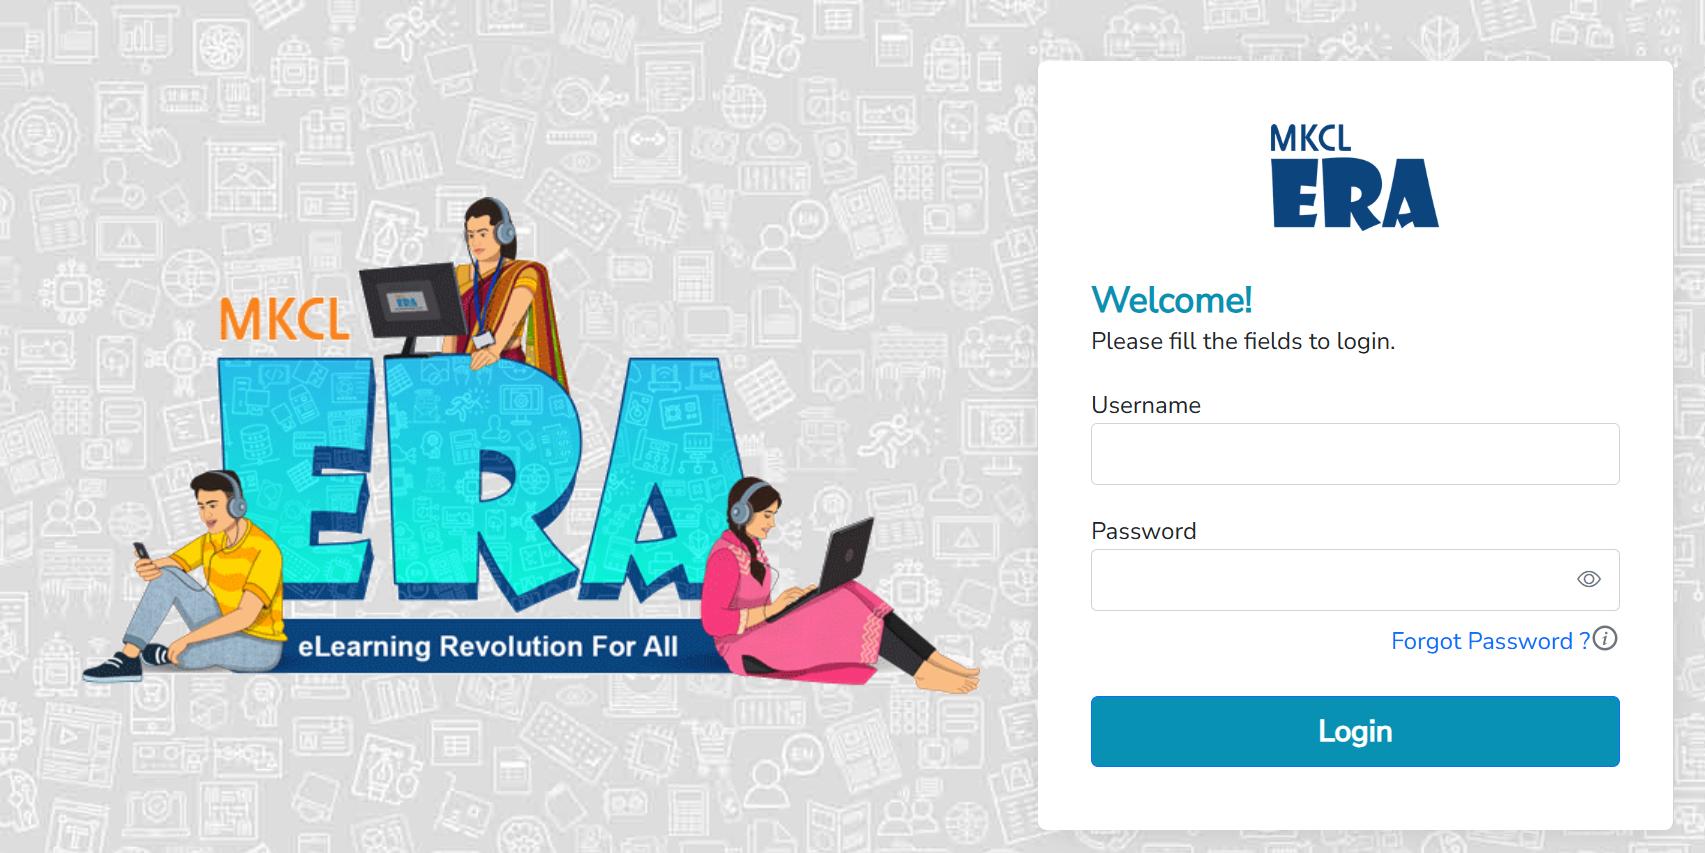 MKCL
ERA
eLearning Revolution For All
MKCL
ERA
Welcome!
Please fill the fields to login.
Username
Password
Forgot Password ?
Login